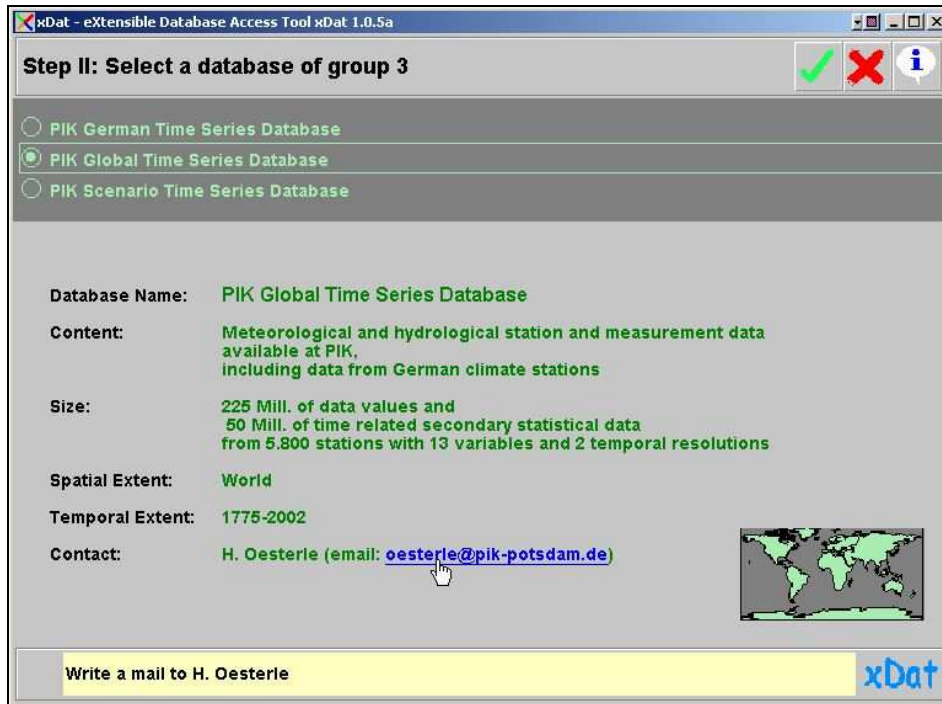 xDat - eXtensible Database Access Tool xDat 1.0.5a
Step II: Select a database of group 3
i
PIK German Time Series Database
PIK Global Time Series Database
PIK Scenario Time Series Database
Database Name: PIK Global Time Series Database
Content: Meteorological and hydrological station and measurement data
available at PIK,
including data from German climate stations
Size: 225 Mill. of data values and
50 Mill. of time related secondary statistical data
from 5.800 stations with 13 variables and 2 temporal resolutions
Spatial Extent: World
Temporal Extent: 1775-2002
Contact: H. Oesterle (email: oesterle@pik-potsdam.de)
Write a mail to H. Oesterle
xDat